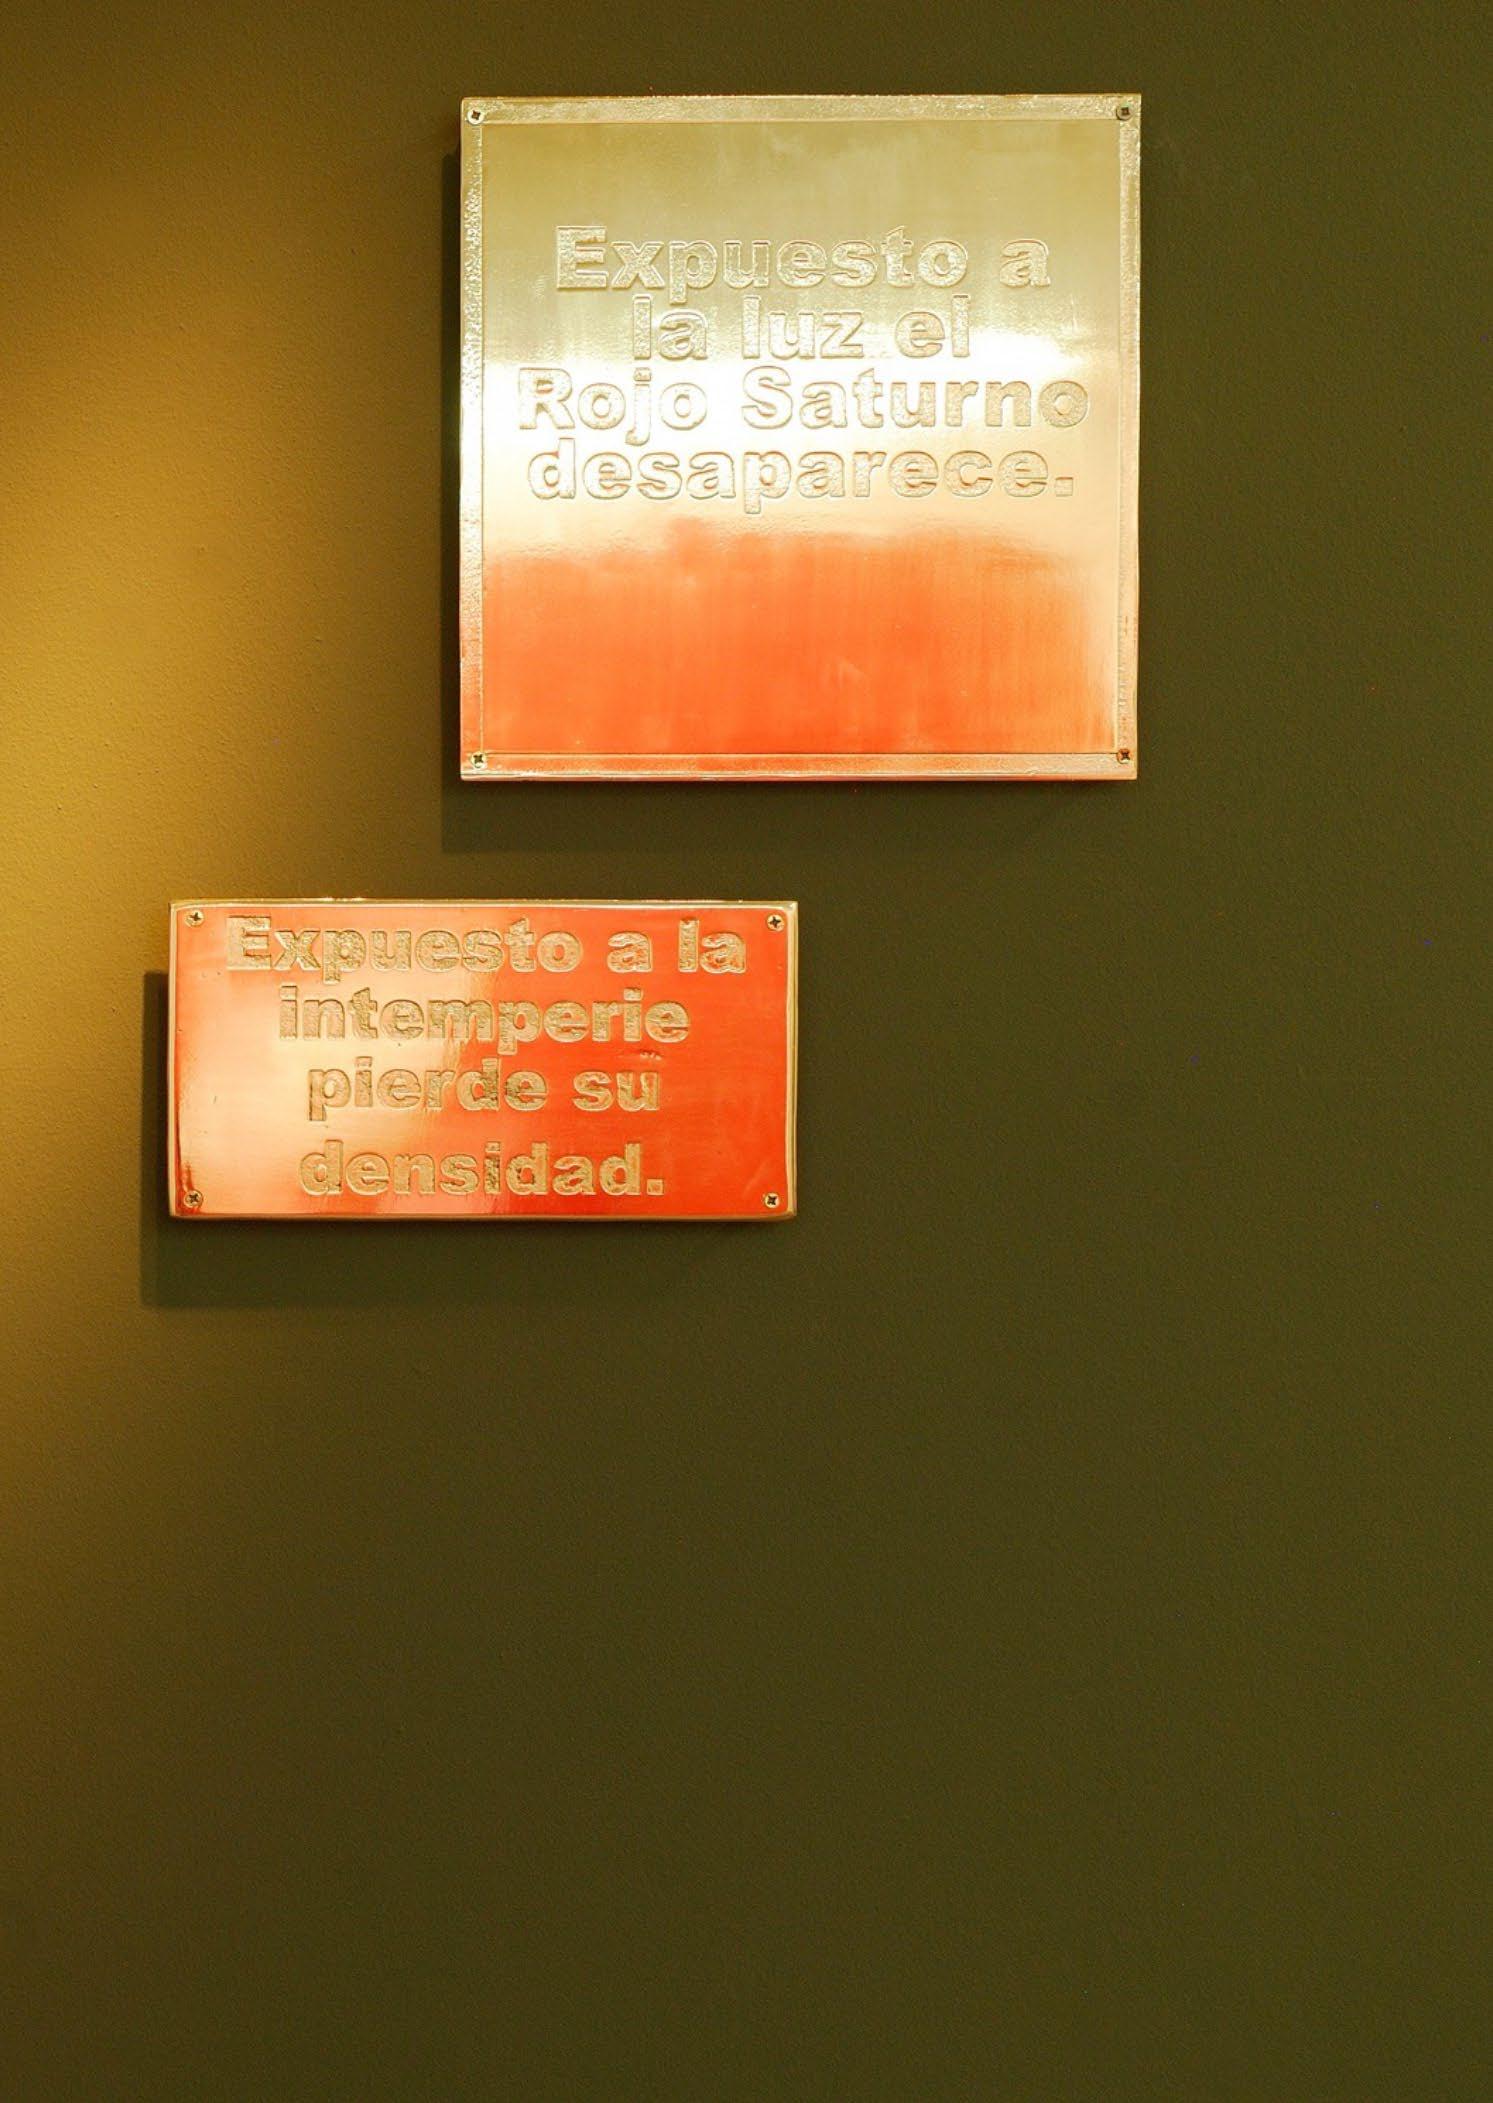 Expuesto a
la luz el
Rojo Saturno
desaparece.
Expuesto a la
intemperie
pierde su
densidad.